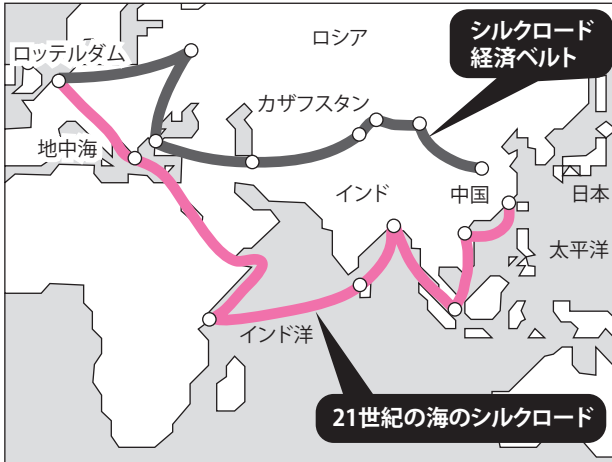 ロシア
シルクロード
経済ベルト
ロッテルダム
カザフスタン
地中海
インド
中国
日本
太平洋
インド洋
21世紀の海のシルクロード